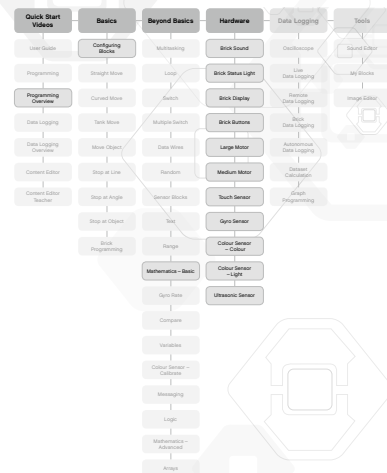 Quick Start
Videos
User Guide
Programming
Programming
Overview
Data Logging
Data Logging
Overview
Content Editor
Content Editor
Teacher
Basics
Configuring
Blocks
Straight Move
Curved Move
Tank Move
Move Object
Stop at Line
Stop at Angle
Stop at Object
Brick
Programming
Beyond Basics
Multitasking
Loop
Switch
Multiple Switch
Data Wires
Random
Sensor Blocks
Text
Range
Mathematics – Basic
Gyro Rate
Compare
Variables
Colour Sensor –
Calibrate
Messaging
Logic
Mathematics –
Advanced
Arrays
Hardware
Brick Sound
Brick Status Light
Brick Display
Brick Buttons
Large Motor
Medium Motor
Touch Sensor
Gyro Sensor
Colour Sensor
– Colour
Colour Sensor
– Light
Ultrasonic Sensor
Data Logging
Oscilloscope
Live
Data Logging
Remote
Data Logging
Brick
Data Logging
Autonomous
Data Logging
Dataset
Calculation
Graph
Programming
Tools
Sound Editor
My Blocks
Image Editor